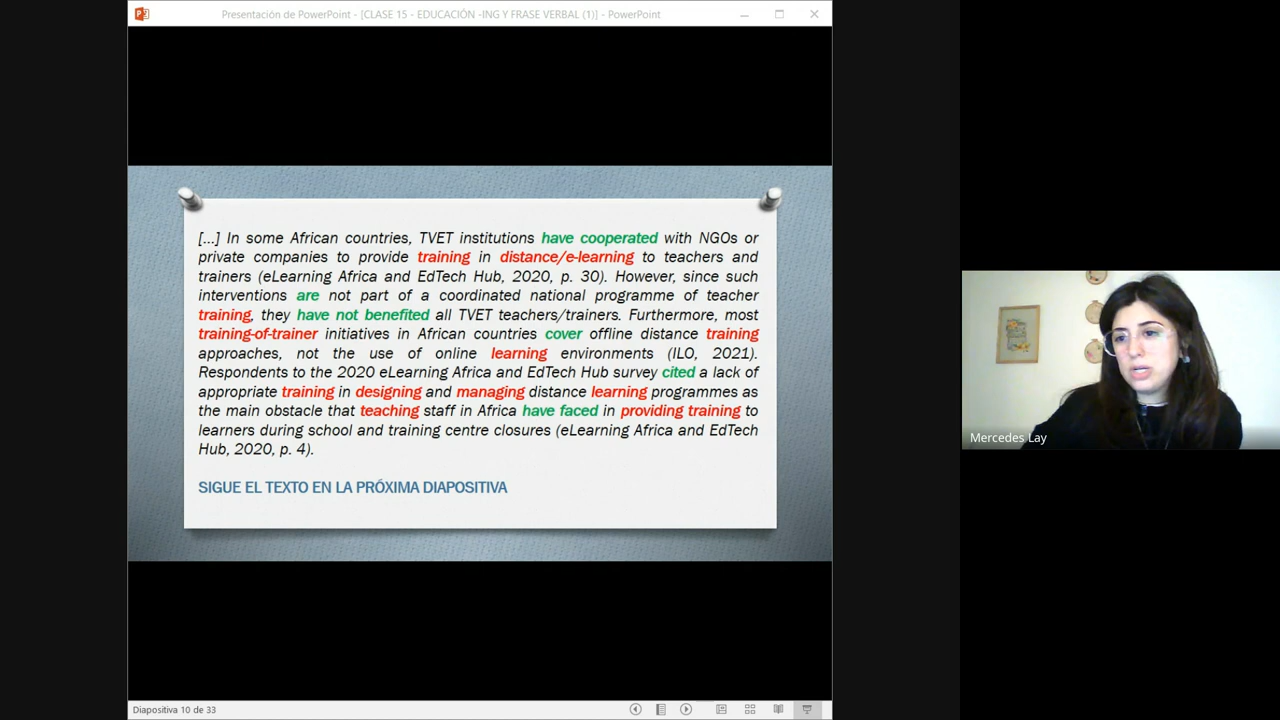 Presentación de PowerPoint - [CLASE 15 - EDUCACIÓN -ING Y FRASE VERBAL (1)] - PowerPoint
[...] In some African countries, TVET institutions have cooperated with NGOs or
private companies to provide training in distance/e-learning to teachers and
trainers (eLearning Africa and EdTech Hub, 2020, p. 30). However, since such
interventions are not part of a coordinated national programme of teacher
training, they have not benefited all TVET teachers/trainers. Furthermore, most
training-of-trainer initiatives in African countries cover offline distance training
approaches, not the use of online learning environments (ILO, 2021).
Respondents to the 2020 eLearning Africa and EdTech Hub survey cited a lack of
appropriate training in designing and managing distance learning programmes as
the main obstacle that teaching staff in Africa have faced in providing training to
learners during school and training centre closures (eLearning Africa and EdTech
Hub, 2020, p. 4).
SIGUE EL TEXTO EN LA PRÓXIMA DIAPOSITIVA
Mercedes Lay
Diapositiva 10 de 33